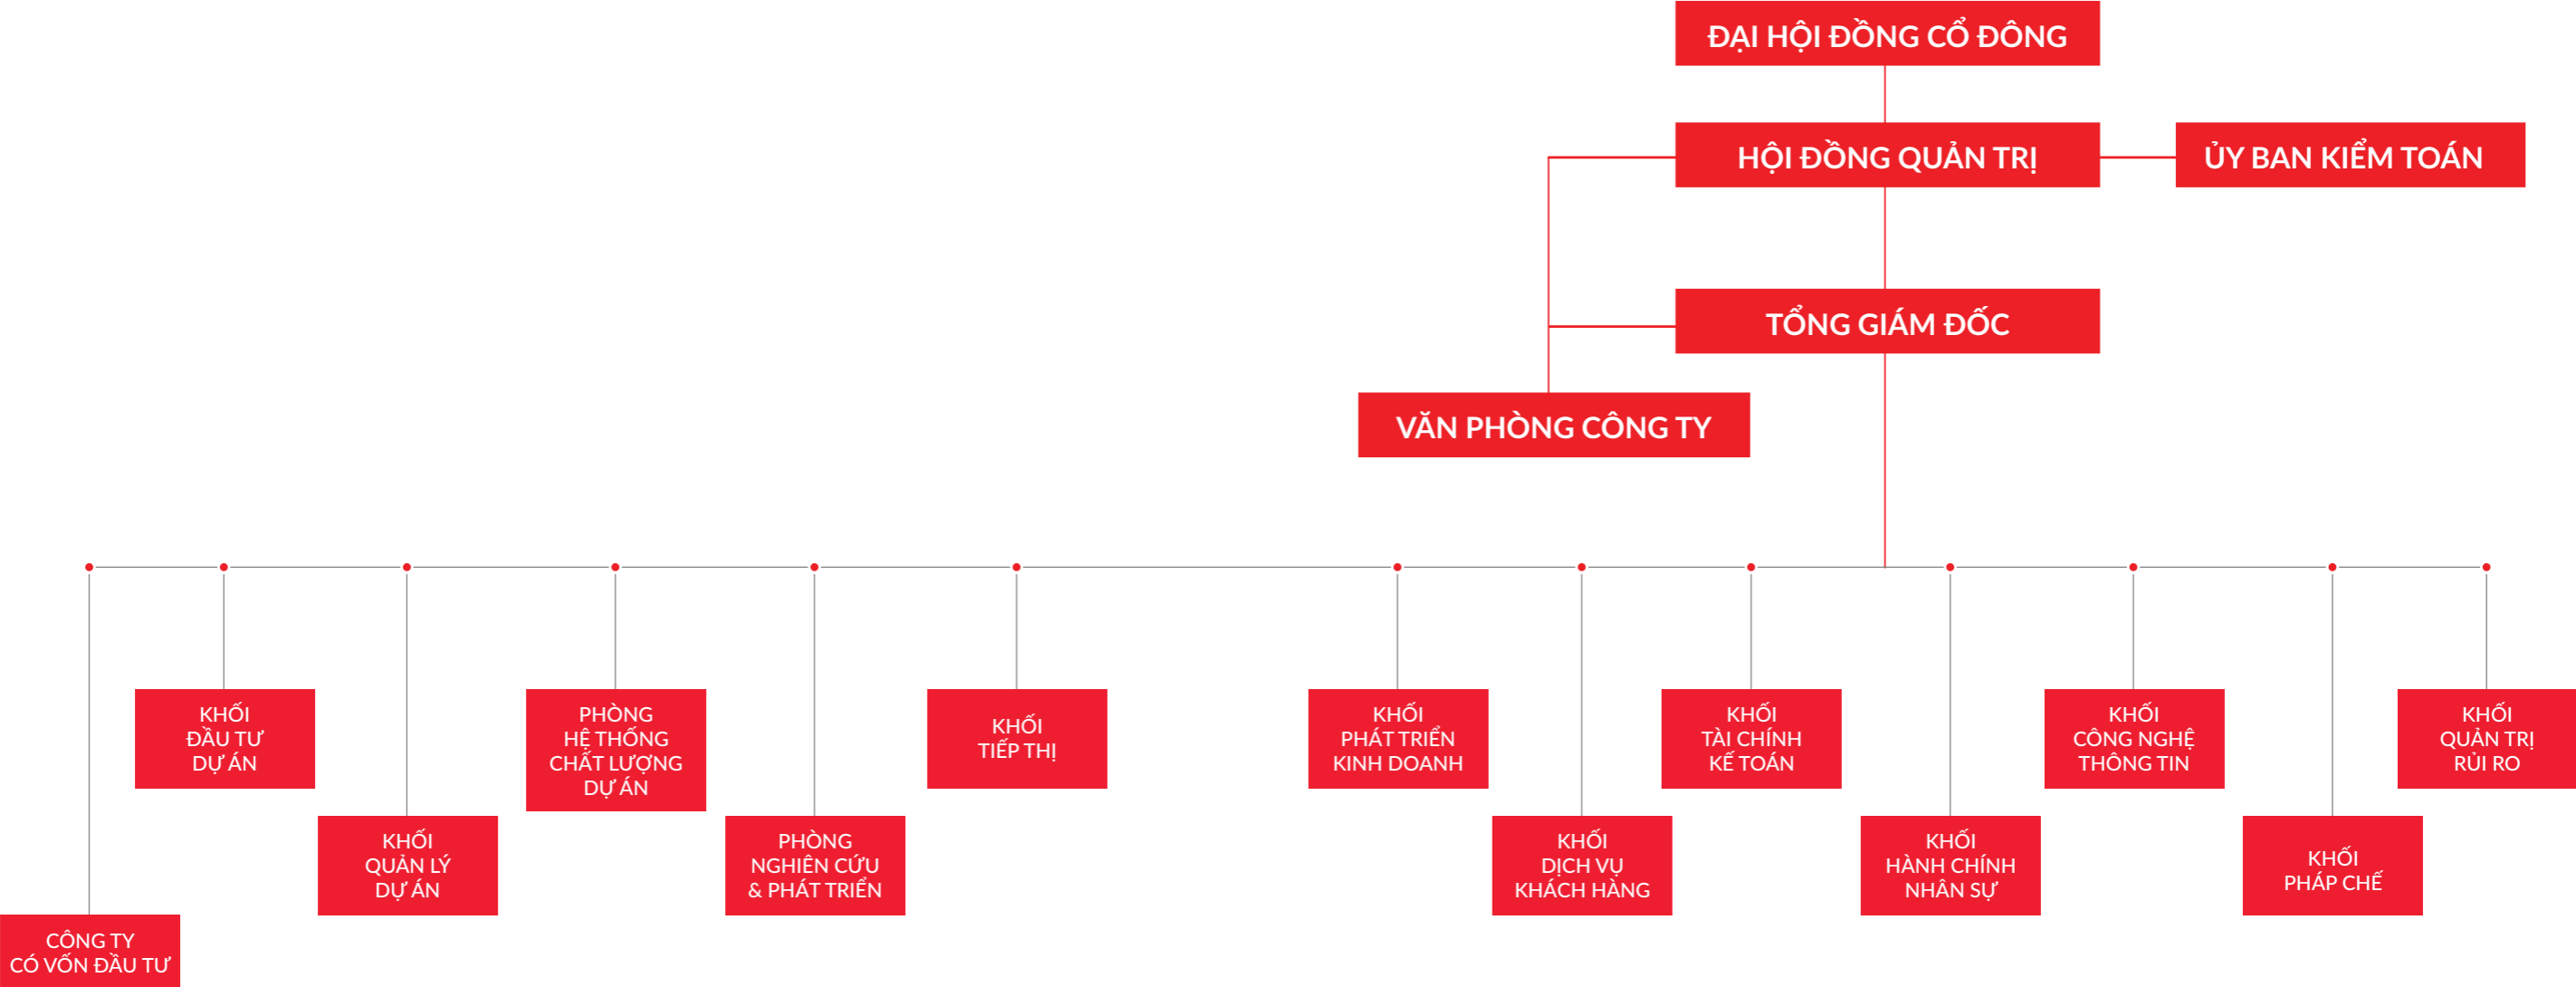 ĐẠI HỘI ĐỒNG CỔ ĐÔNG
HỘI ĐỒNG QUẢN TRỊ
ỦY BAN KIỂM TOÁN
TỔNG GIÁM ĐỐC
VĂN PHÒNG CÔNG TY
CÔNG TY
CÓ VỐN ĐẦU TƯ
KHỐI
ĐẦU TƯ
DỰ ÁN
KHỐI
QUẢN LÝ
DỰ ÁN
PHÒNG
HỆ THỐNG
CHẤT LƯỢNG
DỰ ÁN
PHÒNG
NGHIÊN CỨU
& PHÁT TRIỂN
KHỐI
TIẾP THỊ
KHỐI
PHÁT TRIỂN
KINH DOANH
KHỐI
DỊCH VỤ
KHÁCH HÀNG
KHỐI
TÀI CHÍNH
KẾ TOÁN
KHỐI
HÀNH CHÍNH
NHÂN SỰ
KHỐI
CÔNG NGHỆ
THÔNG TIN
KHỐI
PHÁP CHẾ
KHỐI
QUẢN TRỊ
RỦI RO